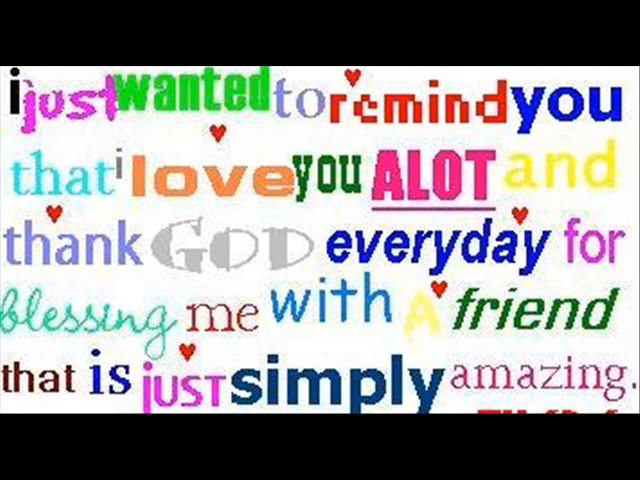 i just wanted to remind you
that i love you ALOT and
thank GOD everyday for
blessing me with A friend
that is jUST simply amazing.